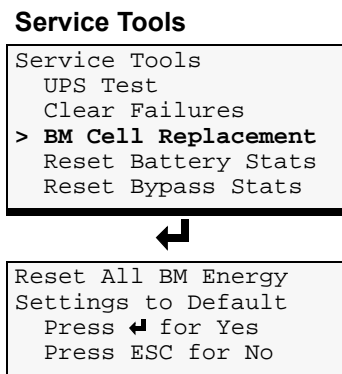 Service Tools
Service Tools
UPS Test
Clear Failures
> BM Cell Replacement
Reset Battery Stats
Reset Bypass Stats
Reset All BM Energy
Settings to Default
Press ↵ for Yes
Press ESC for No